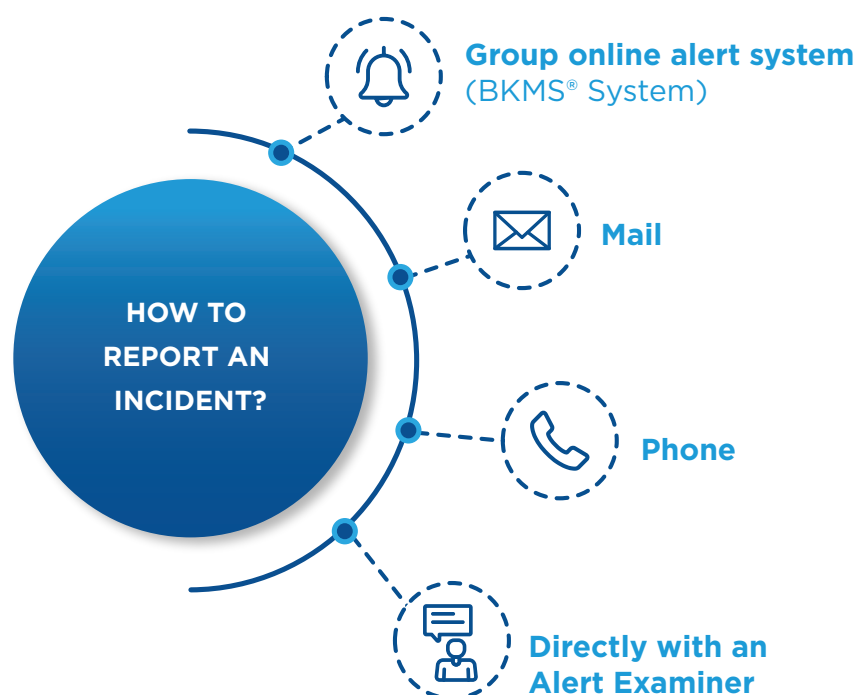 Group online alert system
(BKMS® System)
Mail
HOW TO
REPORT AN
INCIDENT?
Phone
Directly with an
Alert Examiner